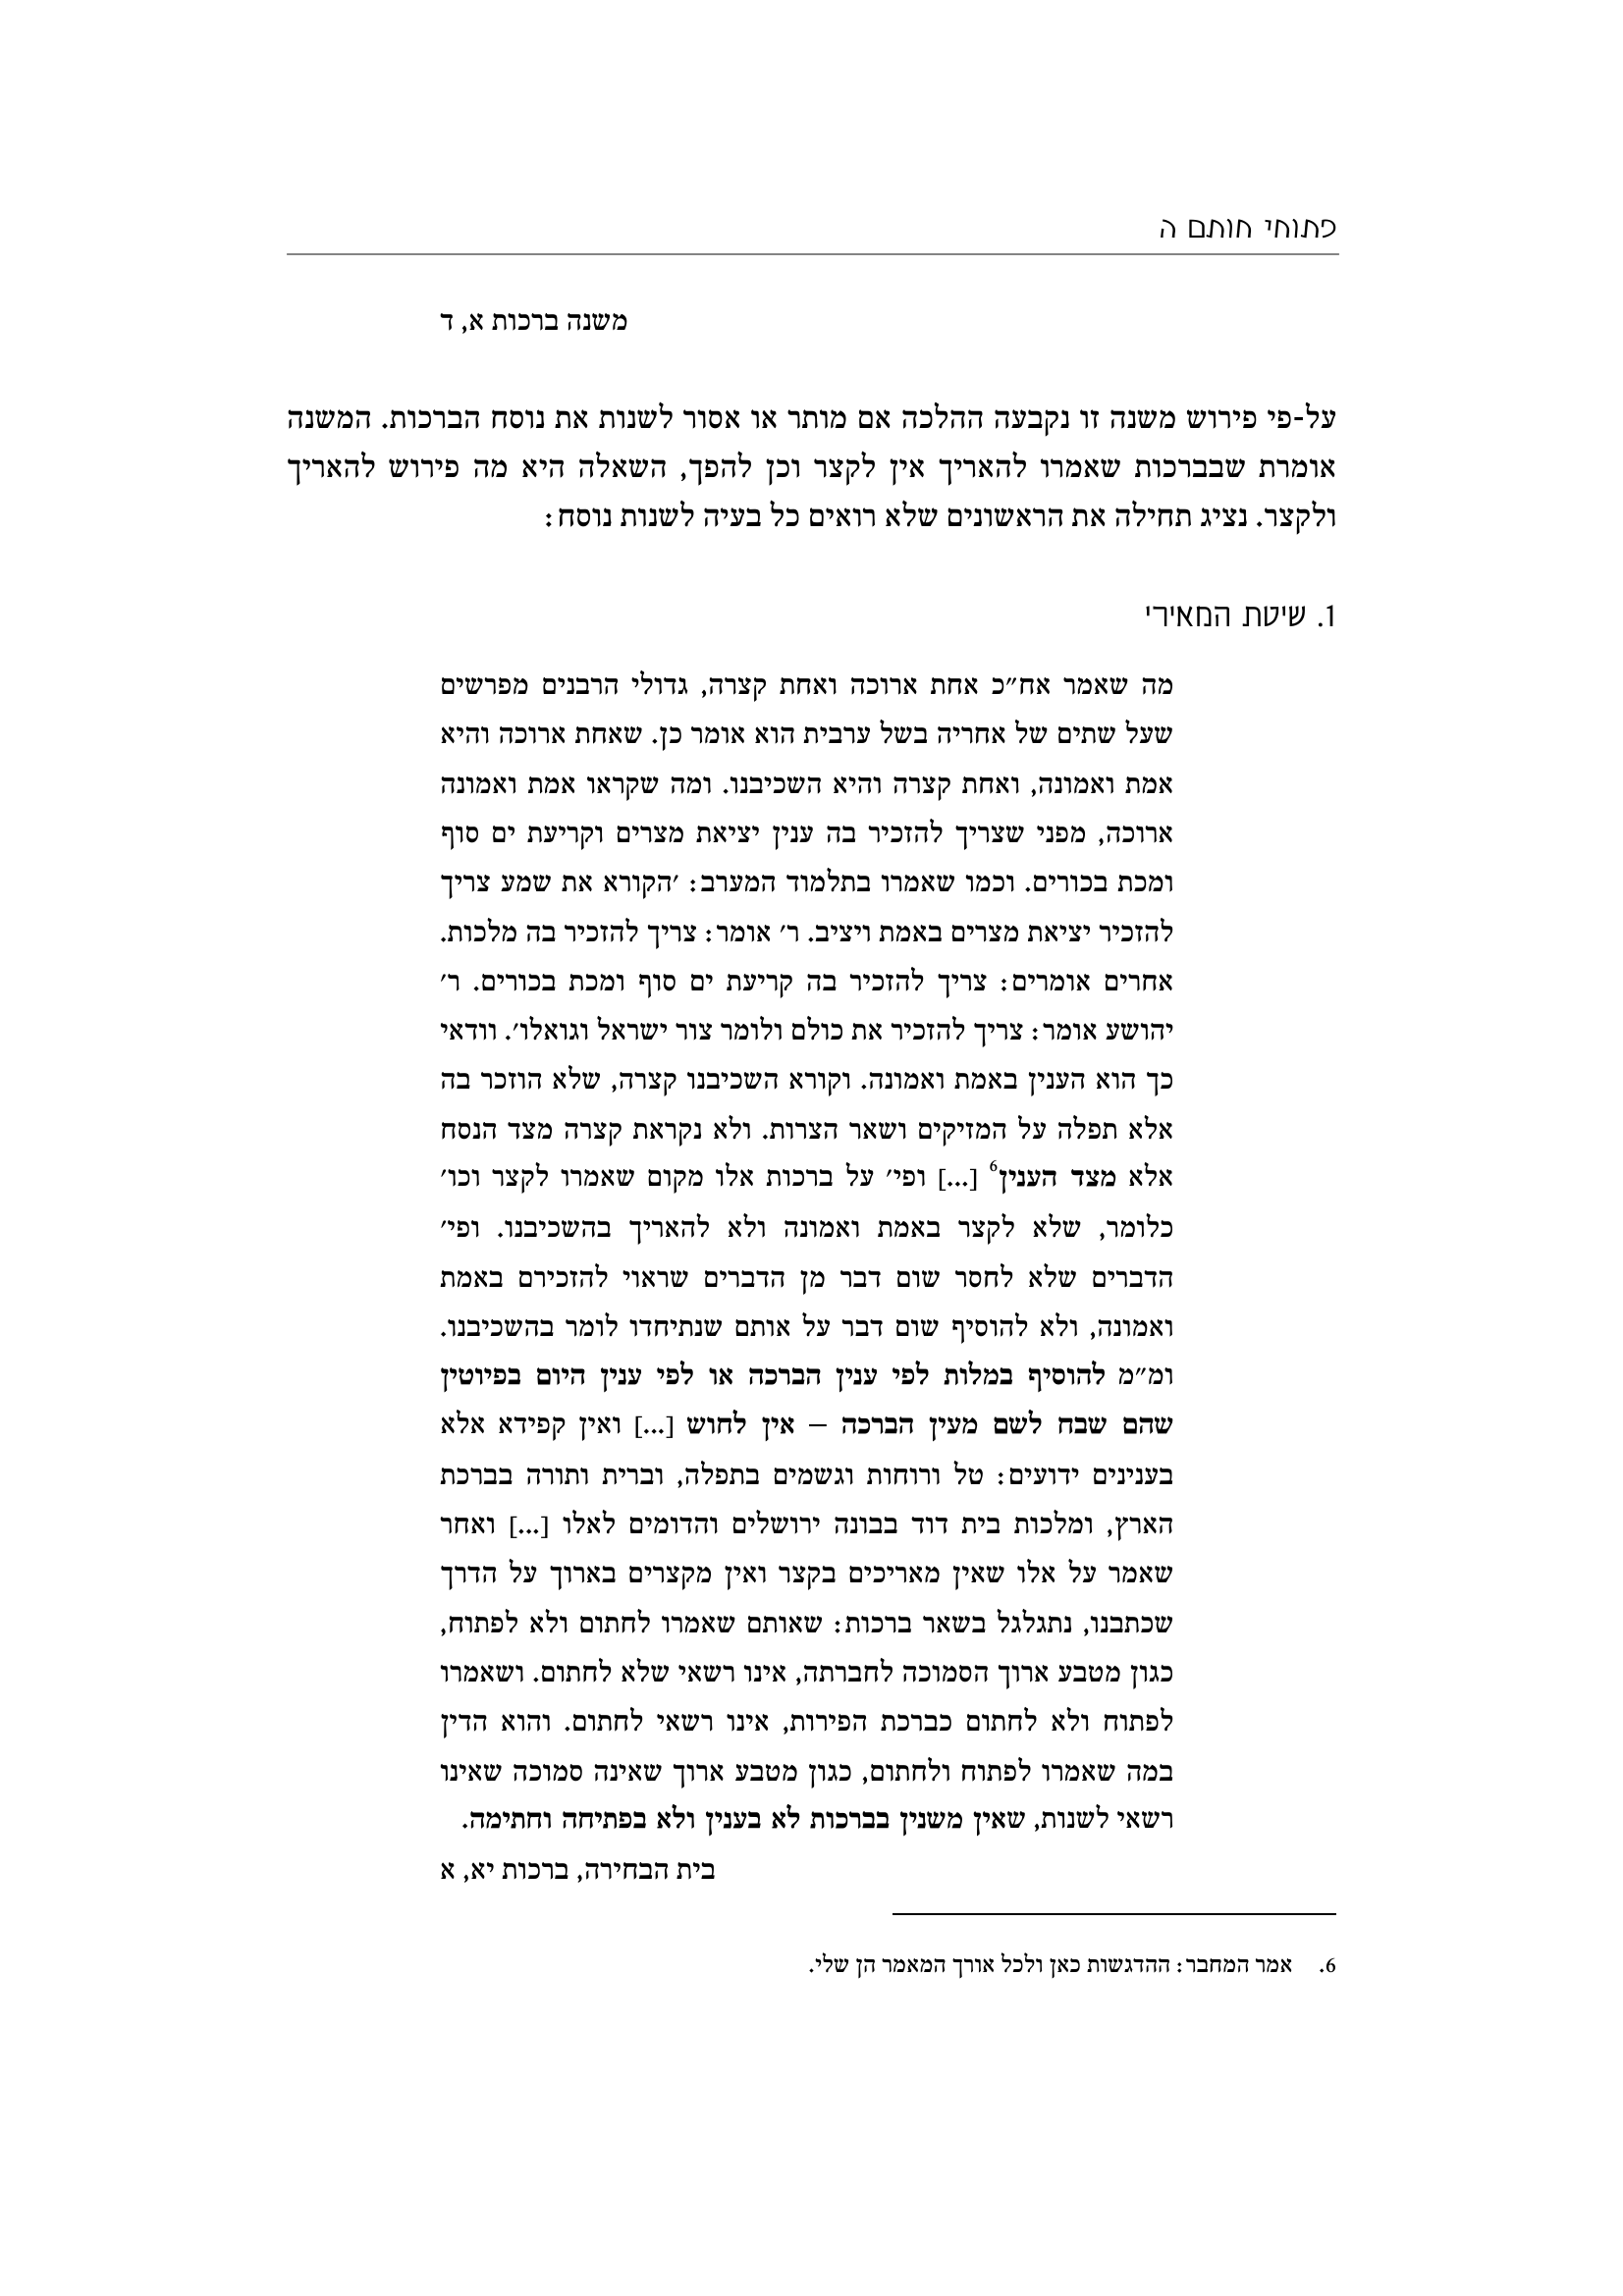 פתוחי חותם ה
משנה ברכות א, ד
על-פי פירוש משנה זו נקבעה ההלכה אם מותר או אסור לשנות את נוסח הברכות. המשנה
אומרת שבברכות שאמרו להאריך אין לקצר וכן להפך, השאלה היא מה פירוש להאריך
ולקצר. נציג תחילה את הראשונים שלא רואים כל בעיה לשנות נוסח:
1. שיטת המאירי
מה שאמר אח״כ אחת ארוכה ואחת קצרה, גדולי הרבנים מפרשים
שעל שתים של אחריה בשל ערבית הוא אומר כן. שאחת ארוכה והיא
אמת ואמונה, ואחת קצרה והיא השכיבנו. ומה שקראו אמת ואמונה
ארוכה, מפני שצריך להזכיר בה ענין יציאת מצרים וקריעת ים סוף
ומכת בכורים. וכמו שאמרו בתלמוד המערב: ׳הקורא את שמע צריך
להזכיר יציאת מצרים באמת ויציב. ר׳ אומר: צריך להזכיר בה מלכות.
אחרים אומרים: צריך להזכיר בה קריעת ים סוף ומכת בכורים. ר׳
יהושע אומר: צריך להזכיר את כולם ולומר צור ישראל וגואלו׳. וודאי
כך הוא הענין באמת ואמונה. וקורא השכיבנו קצרה, שלא הוזכר בה
אלא תפלה על המזיקים ושאר הצרות. ולא נקראת קצרה מצד הנסח
אלא מצד הענין6 [...] ופי׳ על ברכות אלו מקום שאמרו לקצר וכו׳
כלומר, שלא לקצר באמת ואמונה ולא להאריך בהשכיבנו. ופי׳
הדברים שלא לחסר שום דבר מן הדברים שראוי להזכירם באמת
ואמונה, ולא להוסיף שום דבר על אותם שנתיחדו לומר בהשכיבנו.
ומ״מ להוסיף במלות לפי ענין הברכה או לפי ענין היום בפיוטין
שהם שבח לשם מעין הברכה – אין לחוש [...] ואין קפידא אלא
בענינים ידועים: טל ורוחות וגשמים בתפלה, וברית ותורה בברכת
הארץ, ומלכות בית דוד בבונה ירושלים והדומים לאלו [...] ואחר
שאמר על אלו שאין מאריכים בקצר ואין מקצרים בארוך על הדרך
שכתבנו, נתגלגל בשאר ברכות: שאותם שאמרו לחתום ולא לפתוח,
כגון מטבע ארוך הסמוכה לחברתה, אינו רשאי שלא לחתום. ושאמרו
לפתוח ולא לחתום כברכת הפירות, אינו רשאי לחתום. והוא הדין
במה שאמרו לפתוח ולחתום, כגון מטבע ארוך שאינה סמוכה שאינו
רשאי לשנות, שאין משנין בברכות לא בענין ולא בפתיחה וחתימה.
בית הבחירה, ברכות יא, א
6. אמר המחבר: ההדגשות כאן ולכל אורך המאמר הן שלי.